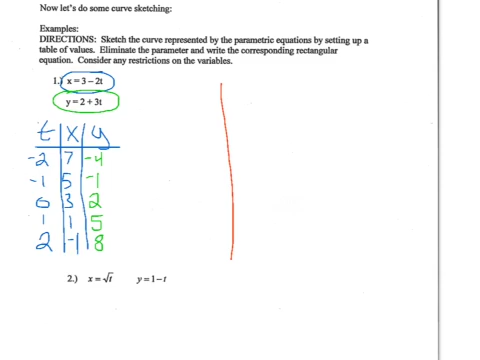 Now let's do some curve sketching:
Examples:
DIRECTIONS: Sketch the curve represented by the parametric equations by setting up a
table of values. Eliminate the parameter and write the corresponding rectangular
equation. Consider any restrictions on the variables.
1.) x = 3 – 2t
y = 2 + 3t
t x y
-2 7 -4
-1 5 -1
0 3 2
1 1 5
2 -1 8
2.) x = √t y = 1 – t